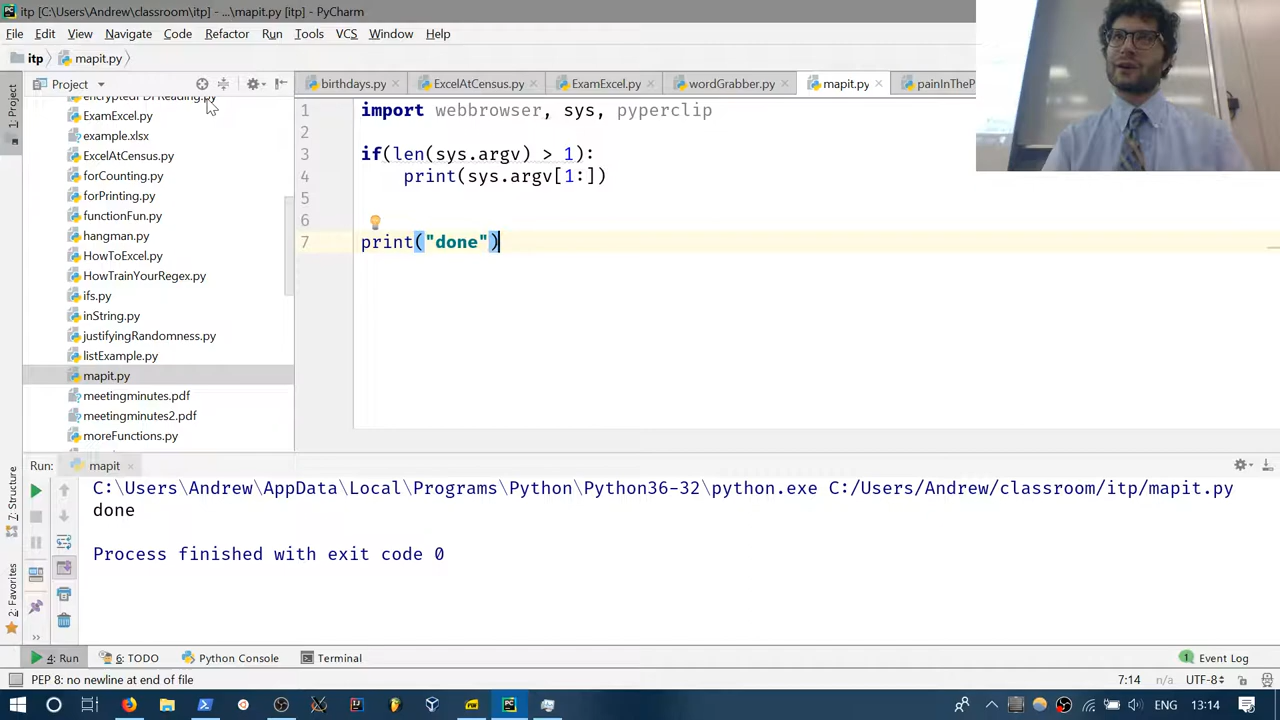 itp [C:\Users\Andrew\classroom\itp] - ...\mapit.py [itp] - PyCharm
File Edit View Navigate Code Refactor Run Tools VCS Window Help
itp mapit.py
1: Project
Project
birthdays.py ExcelAtCensus.py ExamExcel.py wordGrabber.py mapit.py painInTheP
ExamExcel.py
example.xlsx
ExcelAtCensus.py
forCounting.py
forPrinting.py
functionFun.py
hangman.py
HowToExcel.py
HowTrainYourRegex.py
ifs.py
inString.py
justifyingRandomness.py
listExample.py
mapit.py
meetingminutes.pdf
meetingminutes2.pdf
moreFunctions.py
1 import webbrowser, sys, pyperclip
2
3 if(len(sys.argv) > 1):
4 print(sys.argv[1:])
5
6
7 print("done")
Run: mapit
7: Structure
2: Favorites
C:\Users\Andrew\AppData\Local\Programs\Python\Python36-32\python.exe C:/Users/Andrew/classroom/itp/mapit.py
done
Process finished with exit code 0
4: Run 6: TODO Python Console Terminal 1 Event Log
PEP 8: no newline at end of file 7:14 n/a UTF-8
ENG 13:14